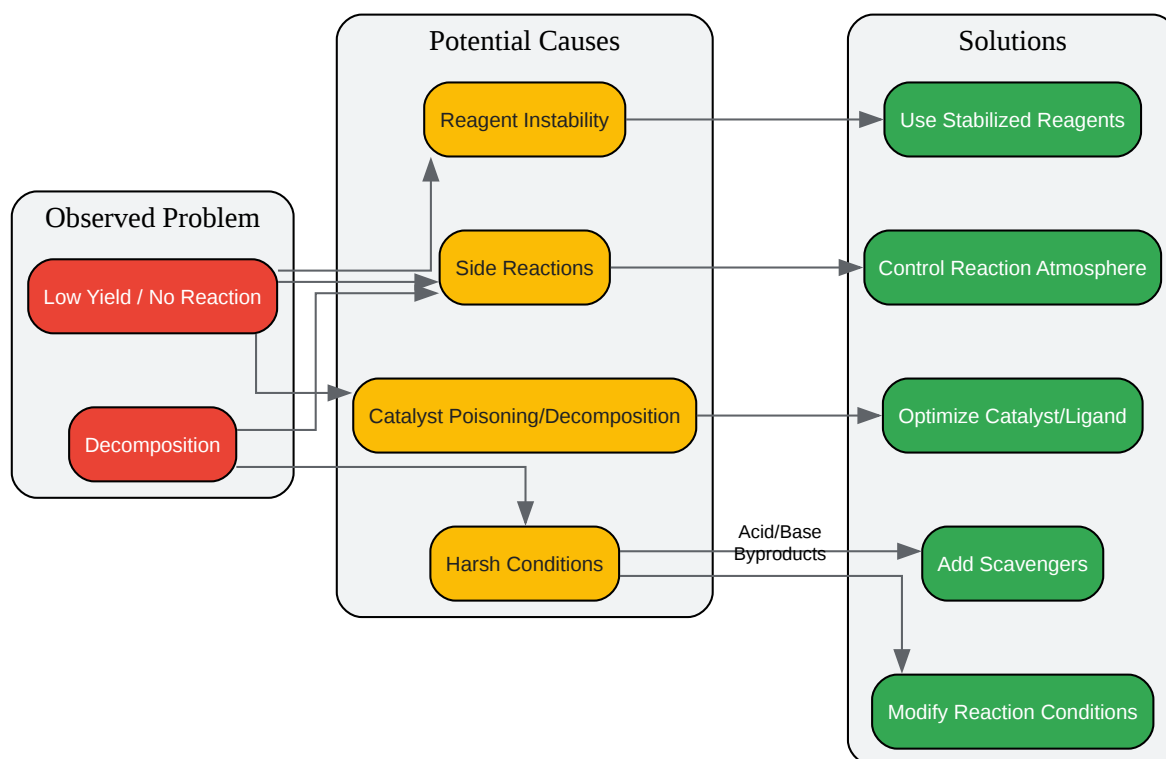 Observed Problem
Low Yield / No Reaction
Decomposition
Potential Causes
Reagent Instability
Side Reactions
Catalyst Poisoning/Decomposition
Harsh Conditions
Acid/Base
Byproducts
Solutions
Use Stabilized Reagents
Control Reaction Atmosphere
Optimize Catalyst/Ligand
Add Scavengers
Modify Reaction Conditions